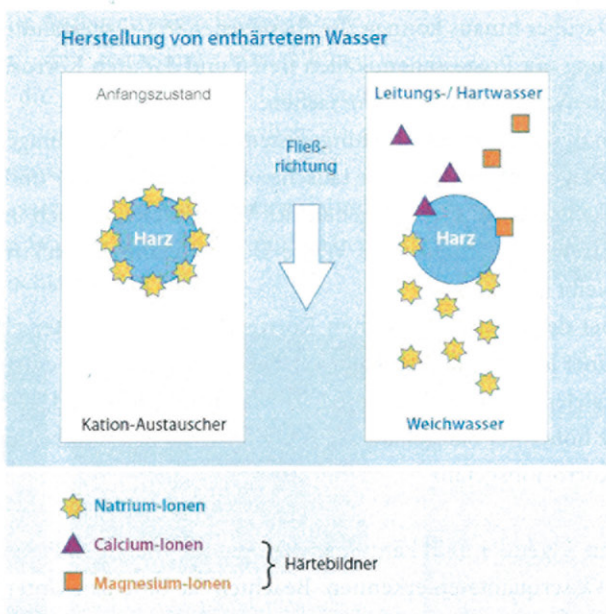 Herstellung von enthärtetem Wasser
Anfangszustand
Harz
Kation-Austauscher
Fließ-
richtung
Leitungs-/ Hartwasser
Harz
Weichwasser
Natrium-Ionen
Calcium-Ionen
Magnesium-Ionen
Härtebildner